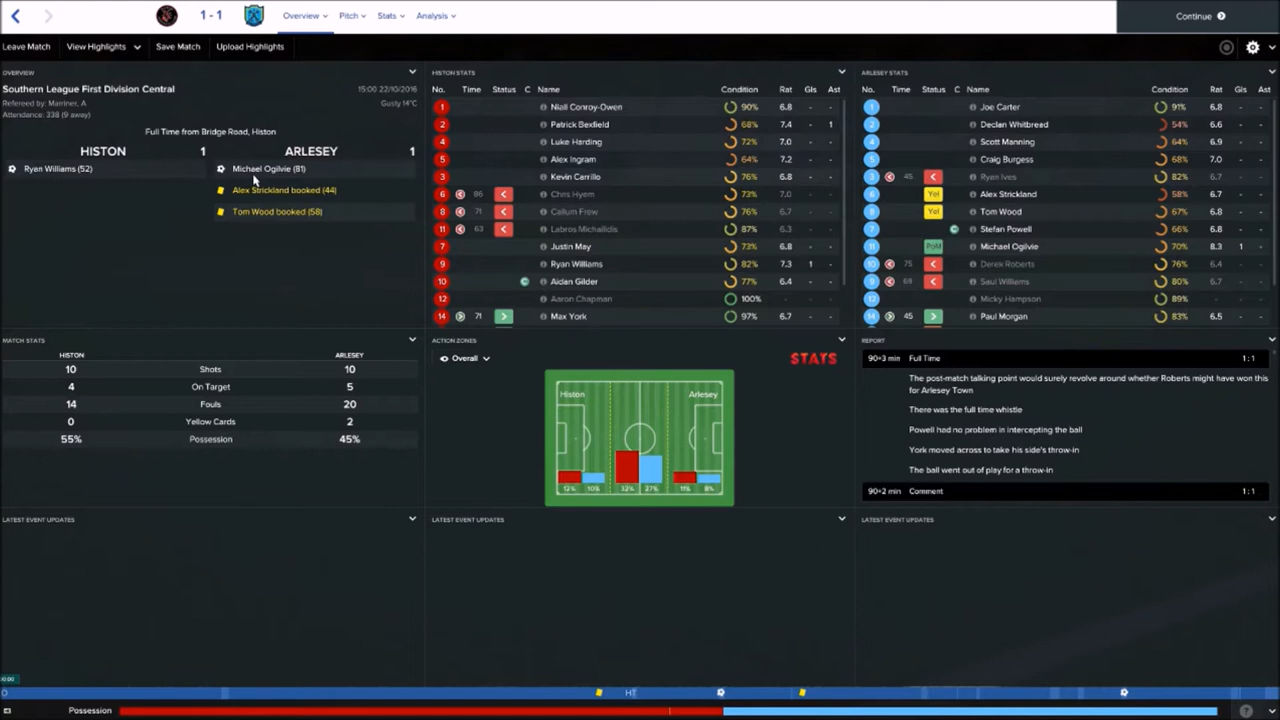 1 - 1
Overview
Pitch
Stats
Analysis
Continue
Leave Match
View Highlights
Save Match
Upload Highlights
OVERVIEW
Southern League First Division Central
15:00 22/10/2016
Refereed by: Marriner, A
Gusty 14°C
Attendance: 338 (9 away)
Full Time from Bridge Road, Histon
HISTON 1 ARLESEY 1
Ryan Williams (52)
Michael Ogilvie (81)
Alex Strickland booked (44)
Tom Wood booked (58)
HISTON STATS
No. Time Status C Name Condition Rat Gls Ast
1 Niall Conroy-Owen 90% 6.8 - -
2 Patrick Bexfield 68% 7.4 - 1
4 Luke Harding 72% 7.0 - -
5 Alex Ingram 64% 7.2 - -
3 Kevin Carrillo 76% 6.8 - -
6 86 Chris Hyem 73% 7.0 - -
8 71 Callum Frew 76% 6.7 - -
11 63 Labros Michailidis 87% 6.3 - -
7 Justin May 73% 6.8 - -
9 Ryan Williams 82% 7.3 1 -
10 C Aidan Gilder 77% 6.4 - -
12 Aaron Chapman 100% - - -
14 71 Max York 97% 6.7 - -
ARLESEY STATS
No. Time Status C Name Condition Rat Gls Ast
1 Joe Carter 91% 6.8 - -
2 Declan Whitbread 54% 6.6 - -
4 Scott Manning 64% 6.9 - -
5 Craig Burgess 68% 7.0 - -
3 45 Ryan Ives 82% 6.7 - -
6 Yel Alex Strickland 58% 6.7 - -
8 Yel Tom Wood 67% 6.8 - -
7 C Stefan Powell 66% 6.8 - -
11 PoM Michael Ogilvie 70% 8.3 1 -
10 75 Derek Roberts 76% 6.4 - -
9 69 Saul Williams 80% 6.7 - -
12 Micky Hampson 89% - - -
14 45 Paul Morgan 83% 6.5 - -
MATCH STATS
HISTON ARLESEY
10 Shots 10
4 On Target 5
14 Fouls 20
0 Yellow Cards 2
55% Possession 45%
ACTION ZONES
Overall
STATS
Histon Arlesey
12% 10% 32% 27% 11% 8%
REPORT
90+3 min Full Time 1 : 1
The post-match talking point would surely revolve around whether Roberts might have won this
for Arlesey Town
There was the full time whistle
Powell had no problem in intercepting the ball
York moved across to take his side's throw-in
The ball went out of play for a throw-in
90+2 min Comment 1 : 1
LATEST EVENT UPDATES
LATEST EVENT UPDATES
LATEST EVENT UPDATES
HT
Possession